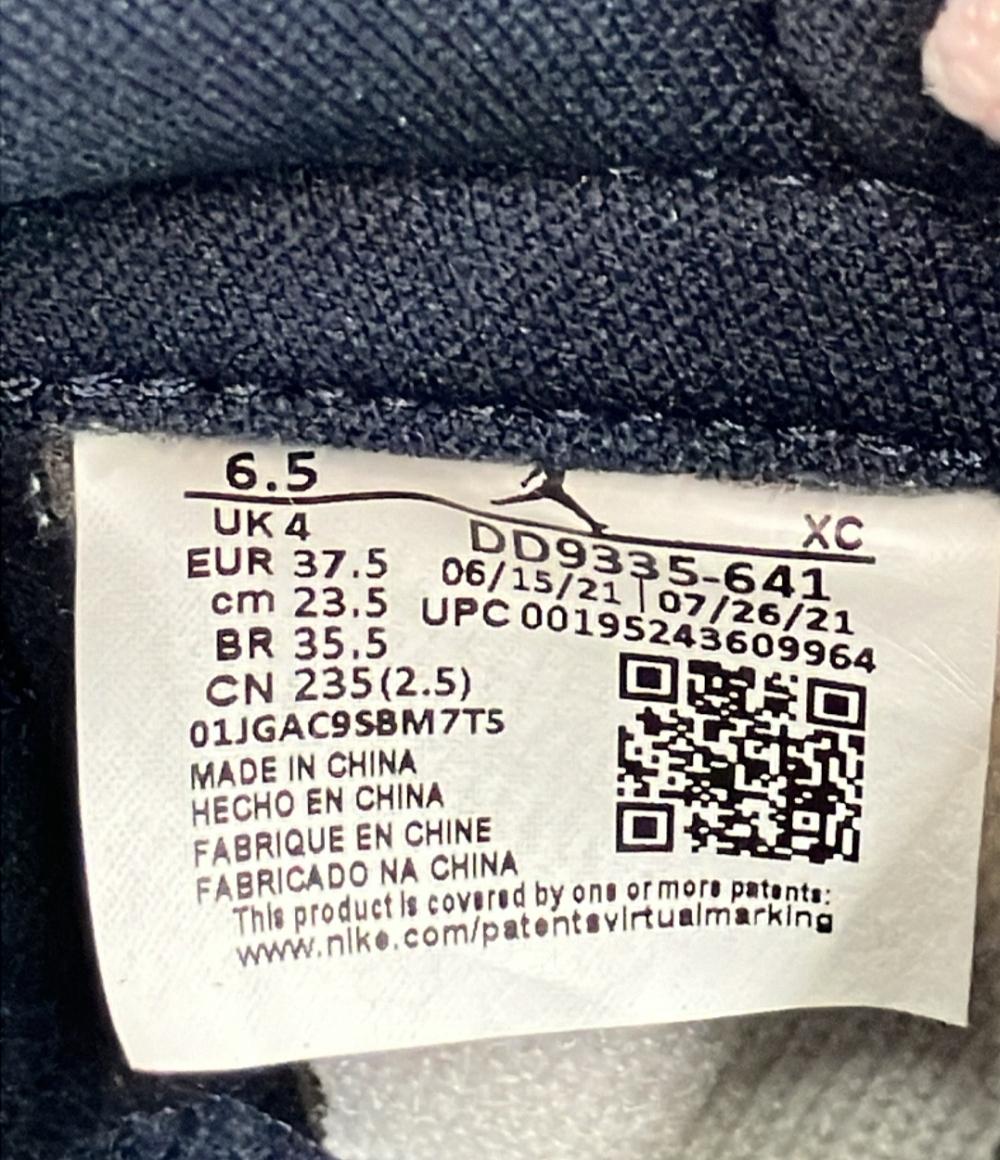 6.5
XC
UK 4
EUR 37.5
cm 23.5
BR 35.5
CN 235(2.5)
01JGAC9SBM7T5
DD9335-641
06/15/21 | 07/26/21
UPC 00195243609964
MADE IN CHINA
HECHO EN CHINA
FABRIQUE EN CHINE
FABRICADO NA CHINA
This product is covered by one or more patents:
www.nike.com/patentsvirtualmarking